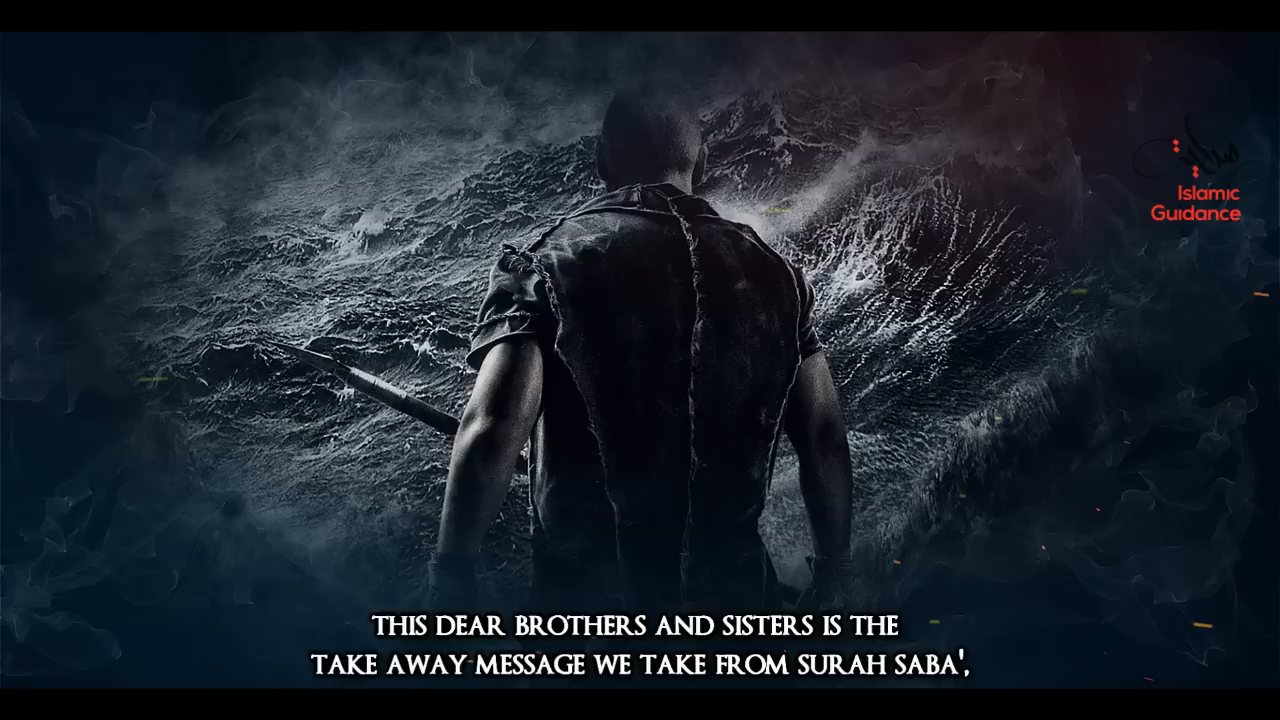 Islamic
Guidance
THIS DEAR BROTHERS AND SISTERS IS THE
TAKE AWAY MESSAGE WE TAKE FROM SURAH SABA',